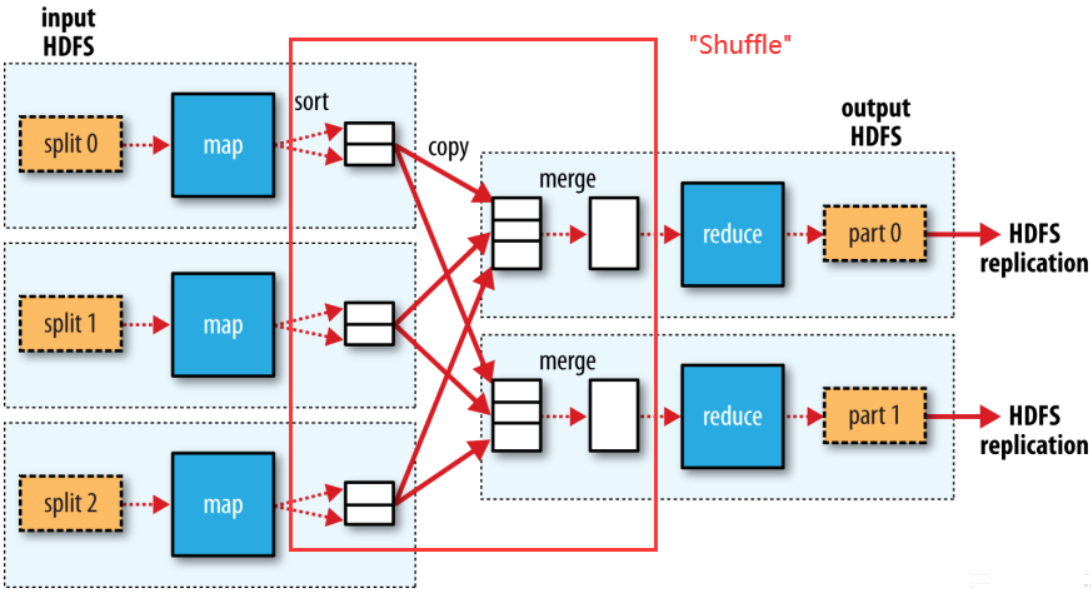 input
HDFS
"Shuffle"
sort
split 0
map
copy
output
HDFS
merge
reduce
part 0
HDFS
replication
split 1
map
merge
reduce
part 1
HDFS
replication
split 2
map